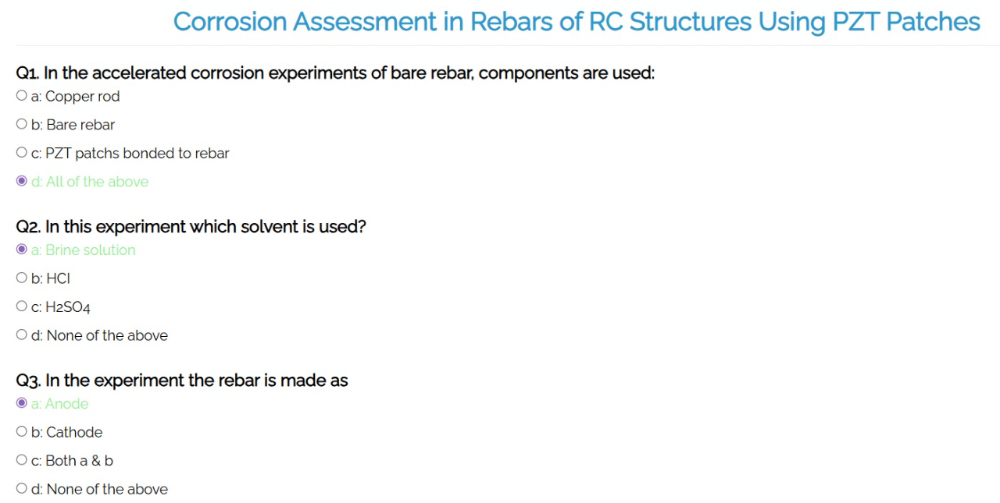 Corrosion Assessment in Rebars of RC Structures Using PZT Patches
Q1. In the accelerated corrosion experiments of bare rebar, components are used:
a: Copper rod
b: Bare rebar
c: PZT patchs bonded to rebar
d: All of the above
Q2. In this experiment which solvent is used?
a: Brine solution
b: HCl
c: H2SO4
d: None of the above
Q3. In the experiment the rebar is made as
a: Anode
b: Cathode
c: Both a & b
d: None of the above